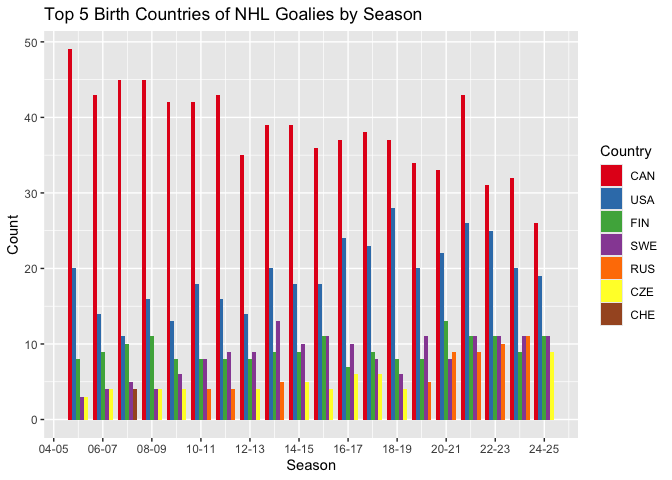 Top 5 Birth Countries of NHL Goalies by Season
50
40
30
20
10
0
Count
04-05 06-07 08-09 10-11 12-13 14-15 16-17 18-19 20-21 22-23 24-25
Season
Country
CAN
USA
FIN
SWE
RUS
CZE
CHE